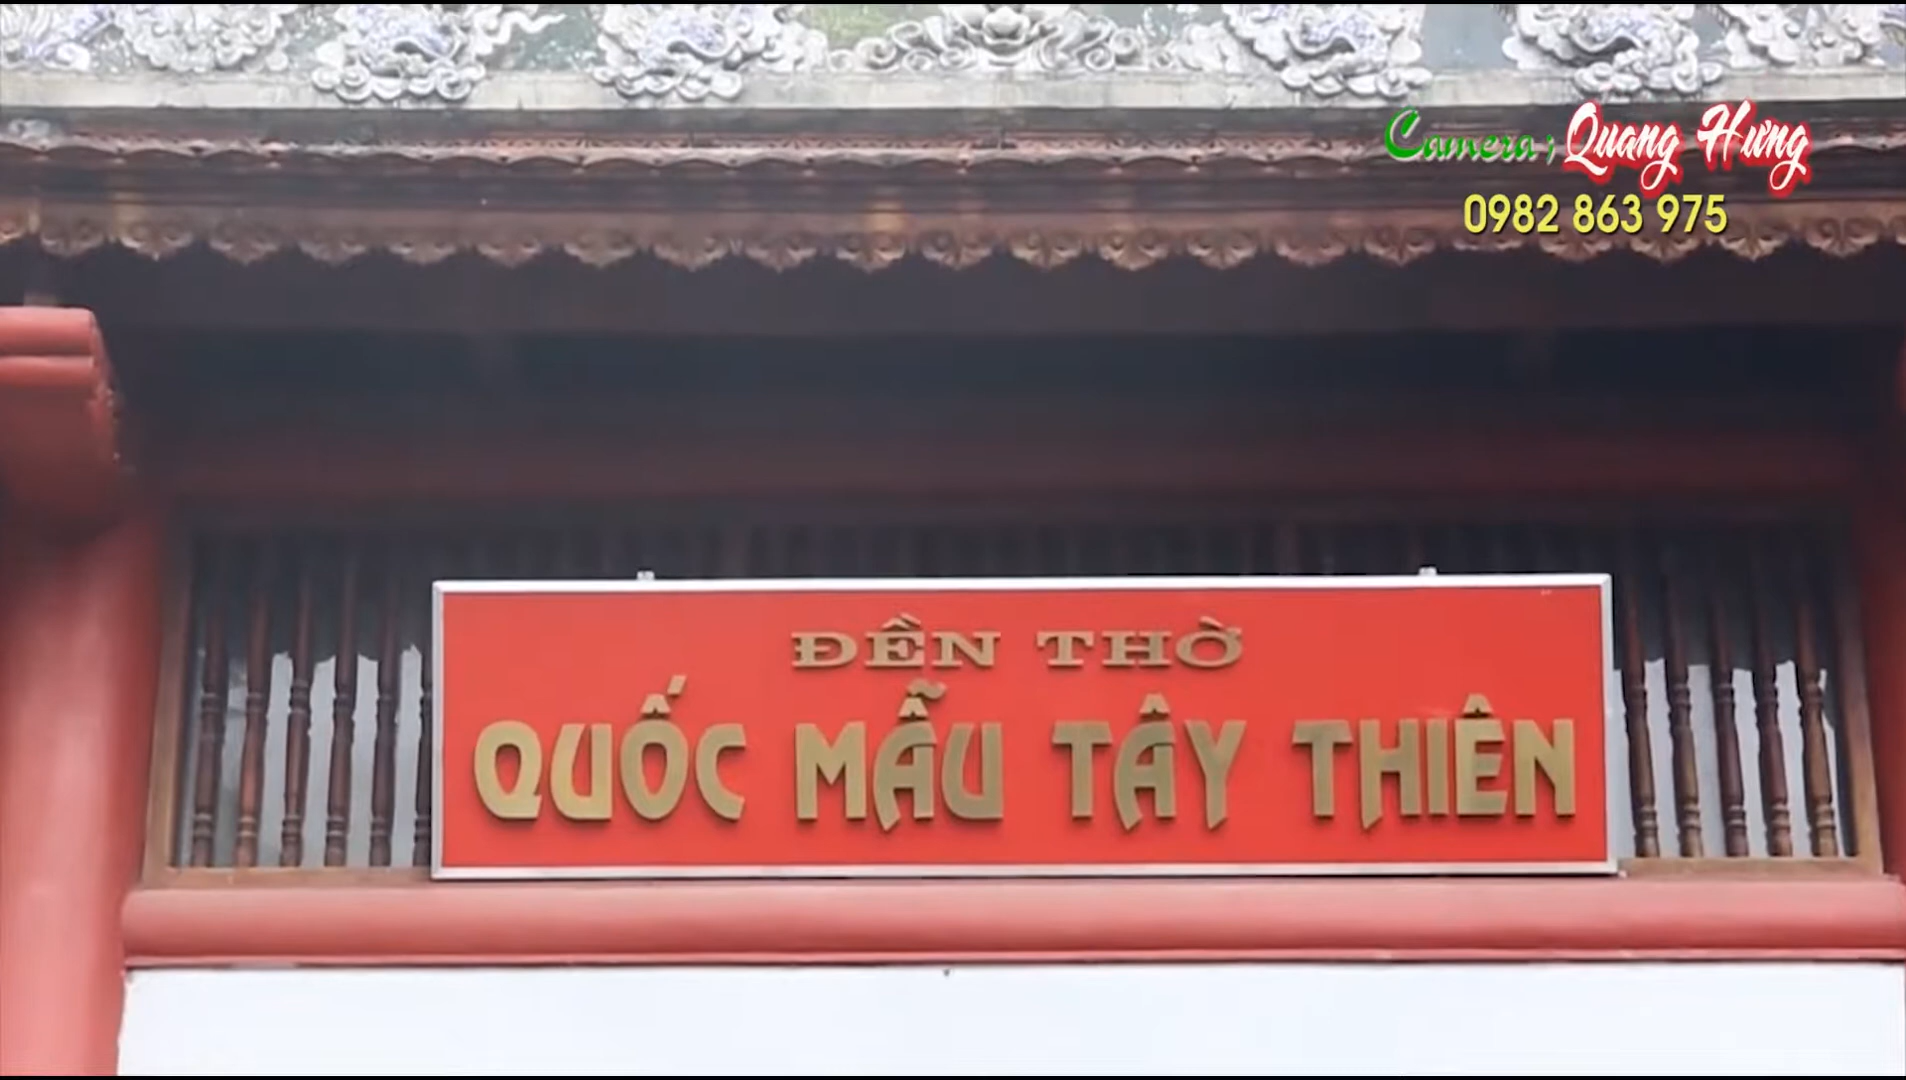 Camera; Quang Hưng
0982 863 975
ĐỀN THỜ
QUỐC MẪU TÂY THIÊN